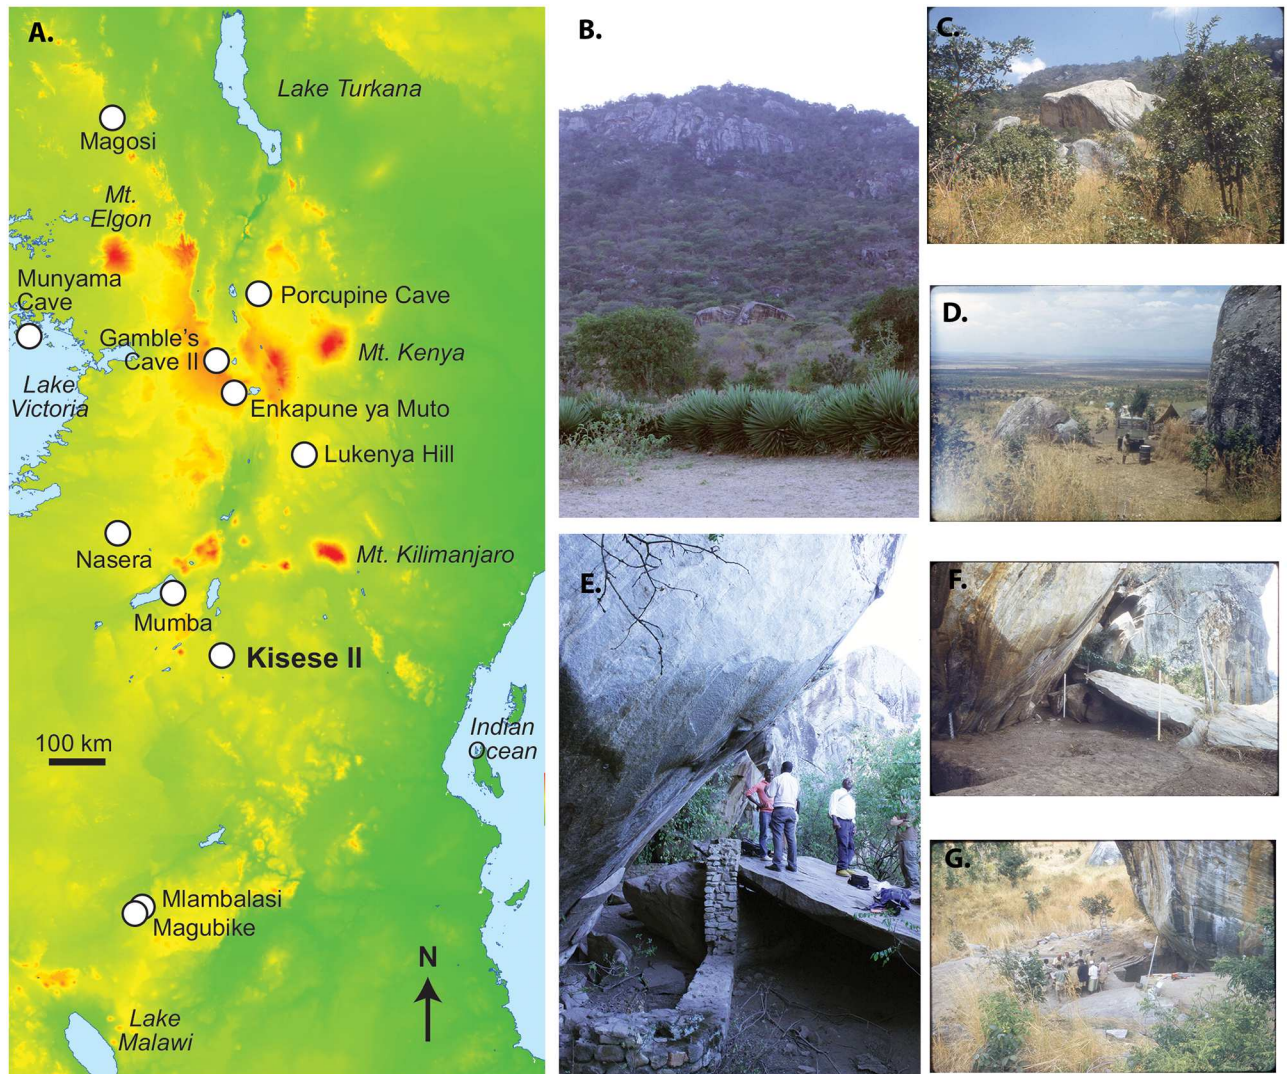 A.
Lake Turkana
Magosi
Mt.
Elgon
Munyama
Cave
Porcupine Cave
Gamble's
Cave II
Mt. Kenya
Lake
Victoria
Enkapune ya Muto
Lukenya Hill
Nasera
Mt. Kilimanjaro
Mumba
Kisese II
Indian
Ocean
100 km
Mlambalasi
Magubike
N
Lake
Malawi
B.
C.
D.
E.
F.
G.